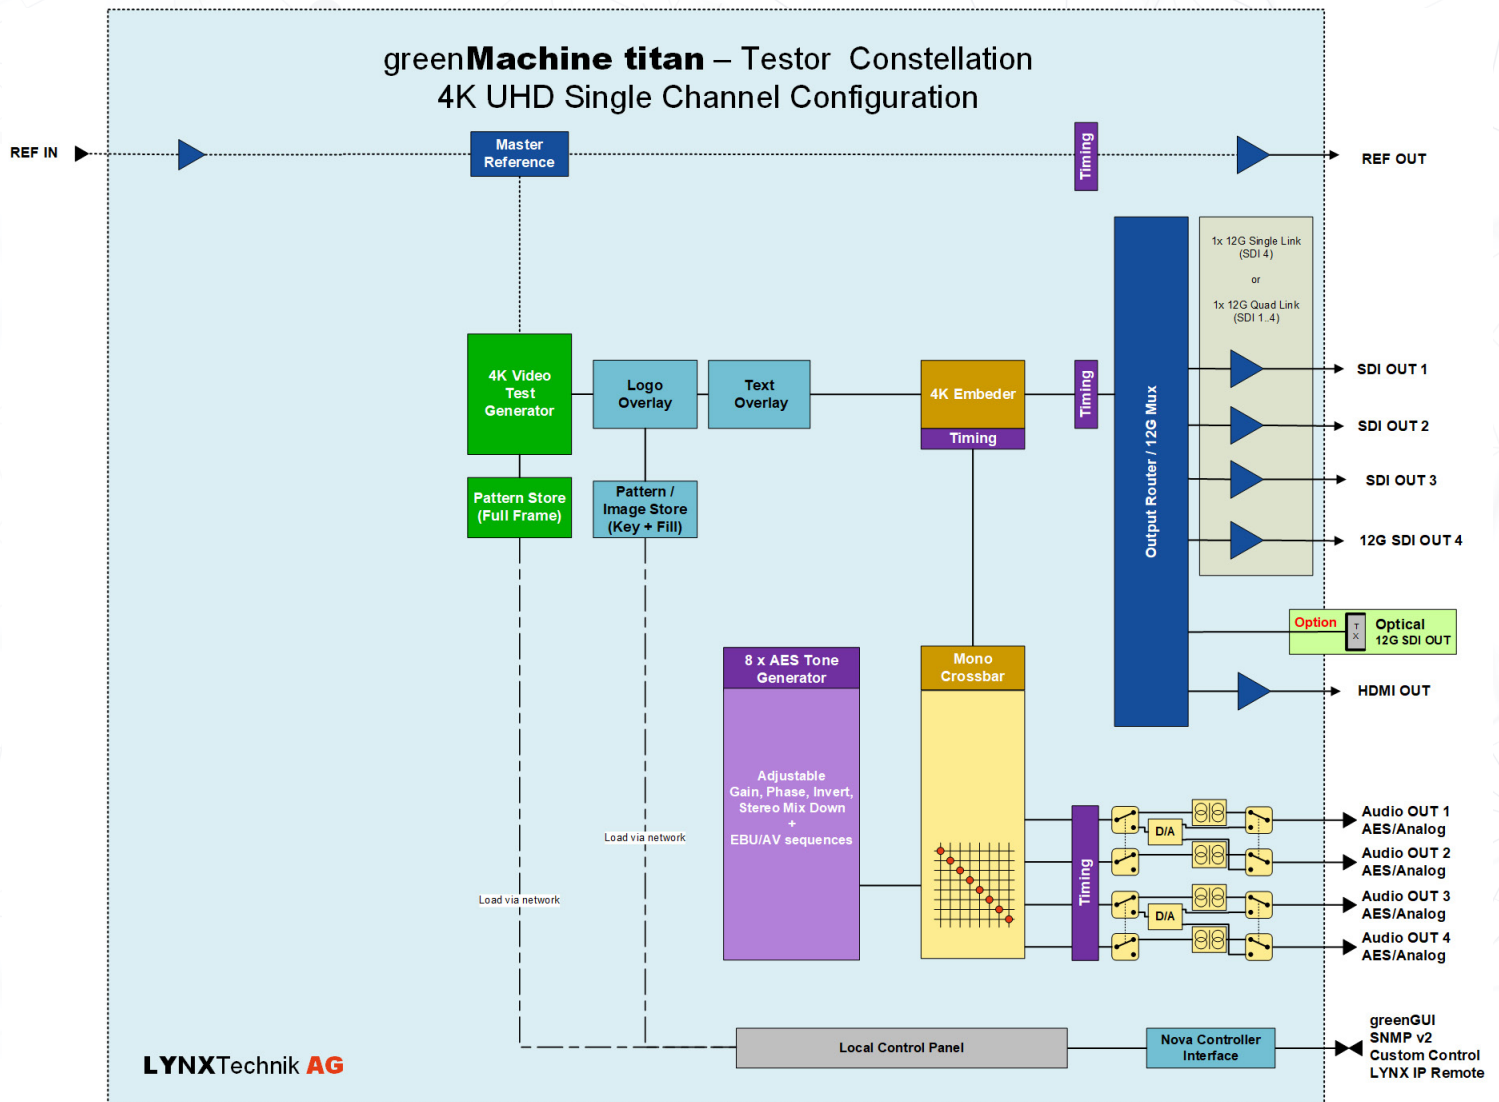 greenMachine titan – Testor Constellation
4K UHD Single Channel Configuration
REF IN
Master
Reference
Timing
REF OUT
1x 12G Single Link
(SDI 4)
or
1x 12G Quad Link
(SDI 1..4)
4K Video
Test
Generator
Logo
Overlay
Text
Overlay
4K Embeder
Timing
Timing
Output Router / 12G Mux
SDI OUT 1
SDI OUT 2
SDI OUT 3
12G SDI OUT 4
Pattern Store
(Full Frame)
Pattern /
Image Store
(Key + Fill)
Option
T
X
Optical
12G SDI OUT
HDMI OUT
8 x AES Tone
Generator
Mono
Crossbar
Adjustable
Gain, Phase, Invert,
Stereo Mix Down
+
EBU/AV sequences
Load via network
Load via network
Timing
D/A
D/A
Audio OUT 1
AES/Analog
Audio OUT 2
AES/Analog
Audio OUT 3
AES/Analog
Audio OUT 4
AES/Analog
LYNXTechnik AG
Local Control Panel
Nova Controller
Interface
greenGUI
SNMP v2
Custom Control
LYNX IP Remote